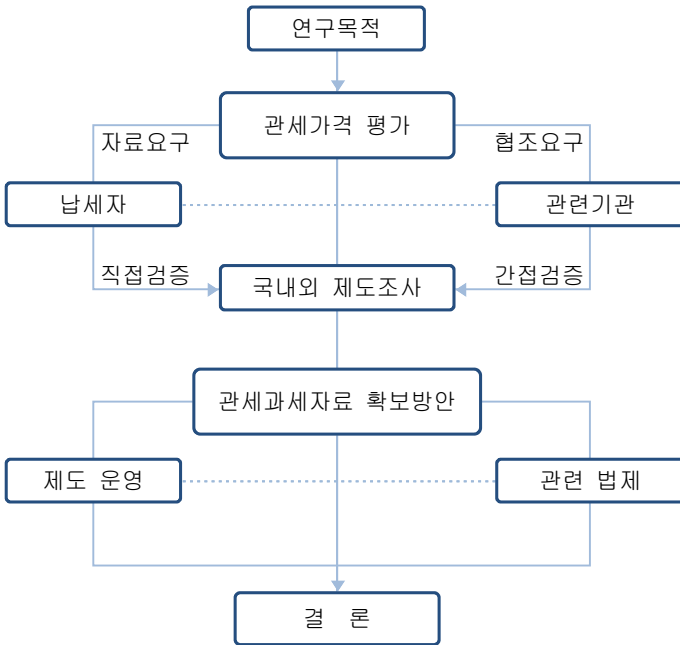 연구목적
관세가격 평가
자료요구
협조요구
납세자
관련기관
직접검증
국내외 제도조사
간접검증
관세과세자료 확보방안
제도 운영
관련 법제
결 론